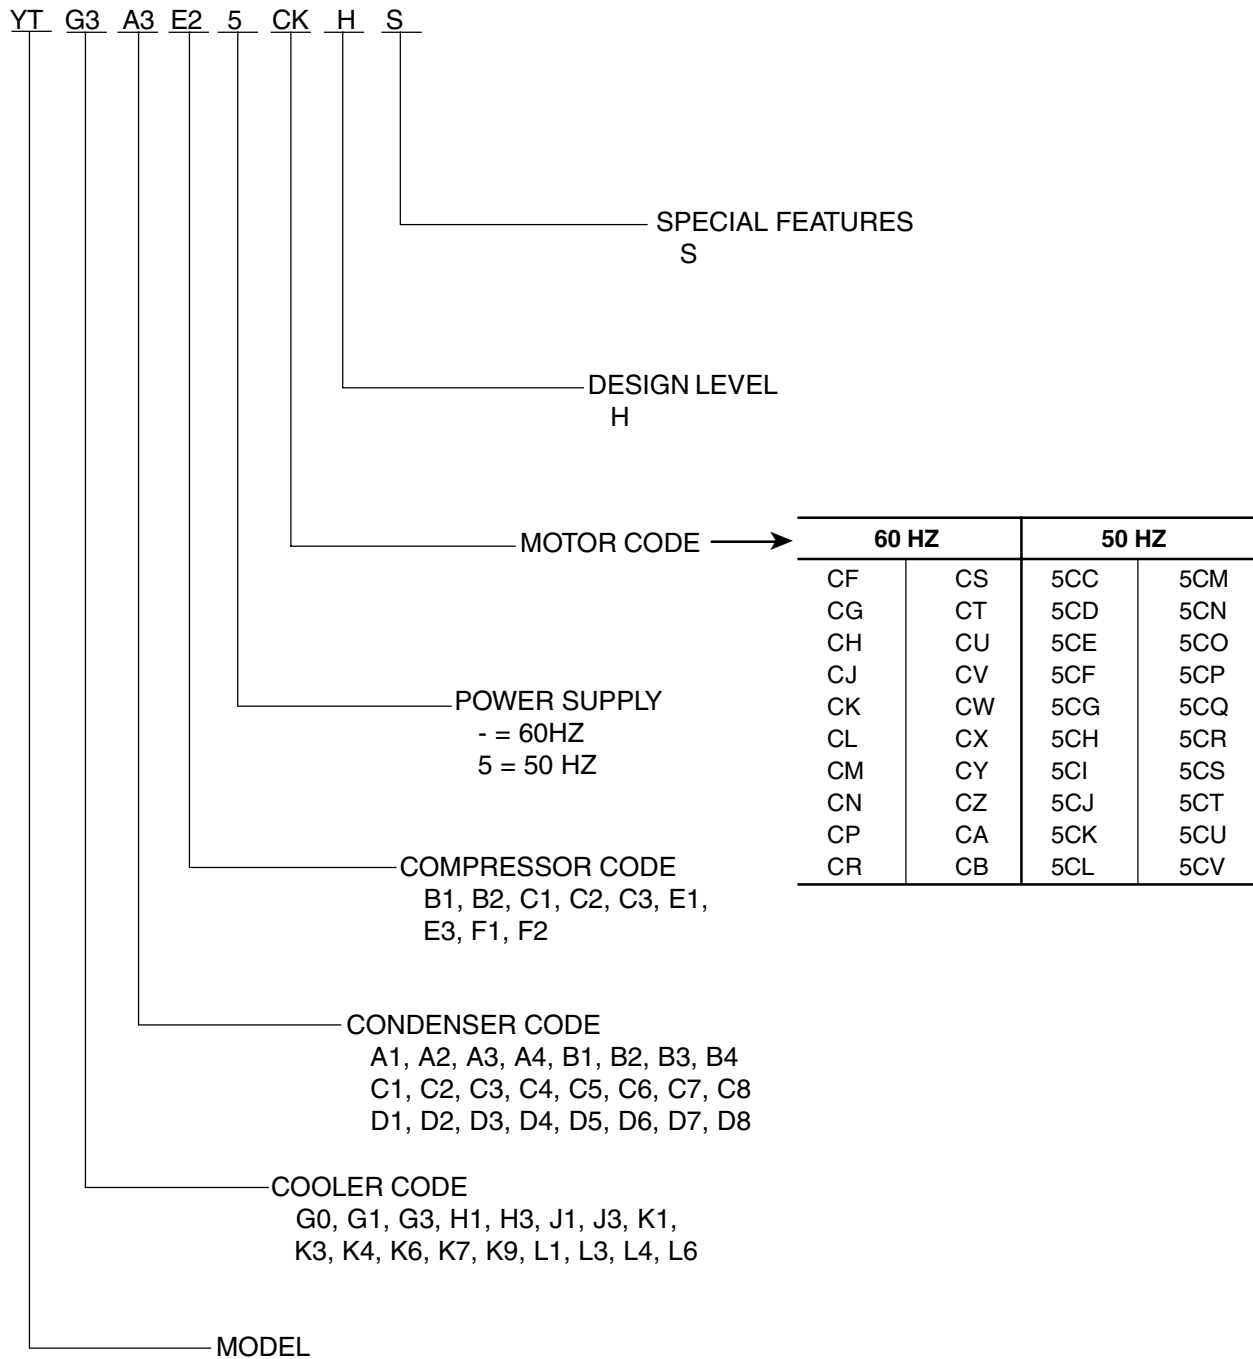 YT G3 A3 E2 5 CK H S
SPECIAL FEATURES
S
DESIGN LEVEL
H
MOTOR CODE
60 HZ 50 HZ
CF CS 5CC 5CM
CG CT 5CD 5CN
CH CU 5CE 5CO
CJ CV 5CF 5CP
CK CW 5CG 5CQ
CL CX 5CH 5CR
CM CY 5CI 5CS
CN CZ 5CJ 5CT
CP CA 5CK 5CU
CR CB 5CL 5CV
POWER SUPPLY
- = 60HZ
5 = 50 HZ
COMPRESSOR CODE
B1, B2, C1, C2, C3, E1,
E3, F1, F2
CONDENSER CODE
A1, A2, A3, A4, B1, B2, B3, B4
C1, C2, C3, C4, C5, C6, C7, C8
D1, D2, D3, D4, D5, D6, D7, D8
COOLER CODE
G0, G1, G3, H1, H3, J1, J3, K1,
K3, K4, K6, K7, K9, L1, L3, L4, L6
MODEL